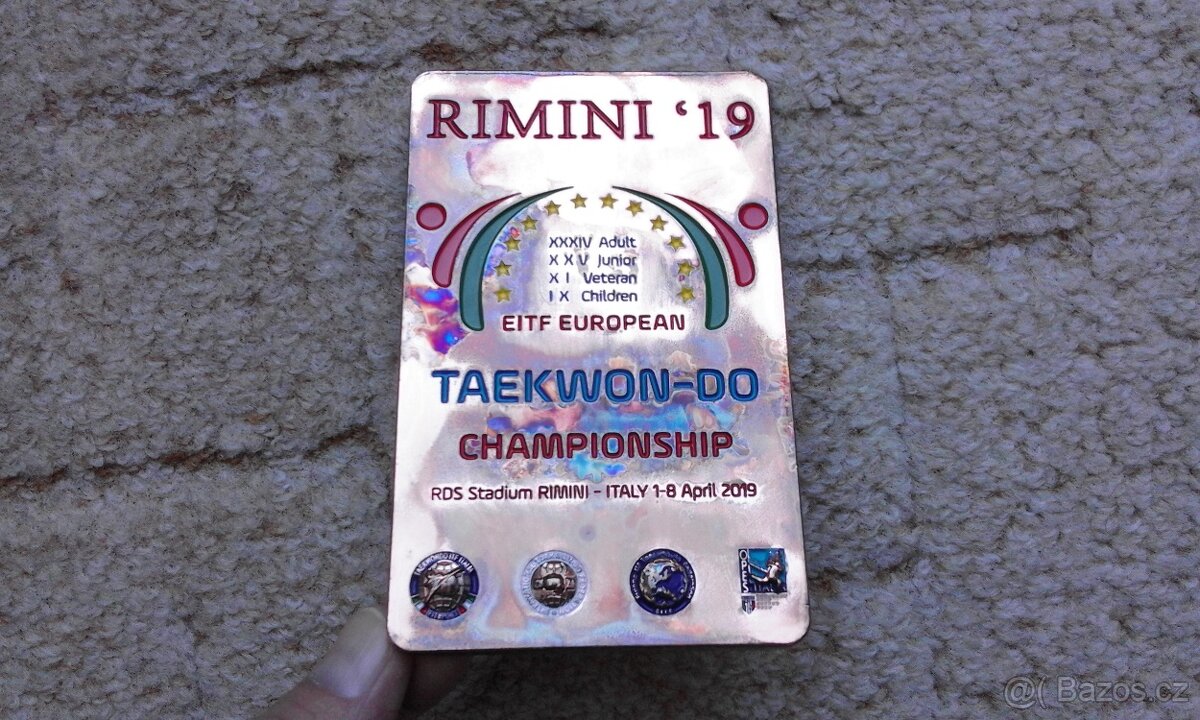 RIMINI ‘19
XXXIV Adult
XXV Junior
XI Veteran
IX Children
EITF EUROPEAN
TAEKWON-DO
CHAMPIONSHIP
RDS Stadium RIMINI - ITALY 1-8 April 2019
OPES
@( Bazos.cz